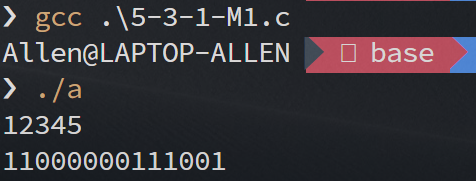 ❯ gcc .\5-3-1-M1.c
Allen@LAPTOP-ALLEN base
❯ ./a
12345
11000000111001